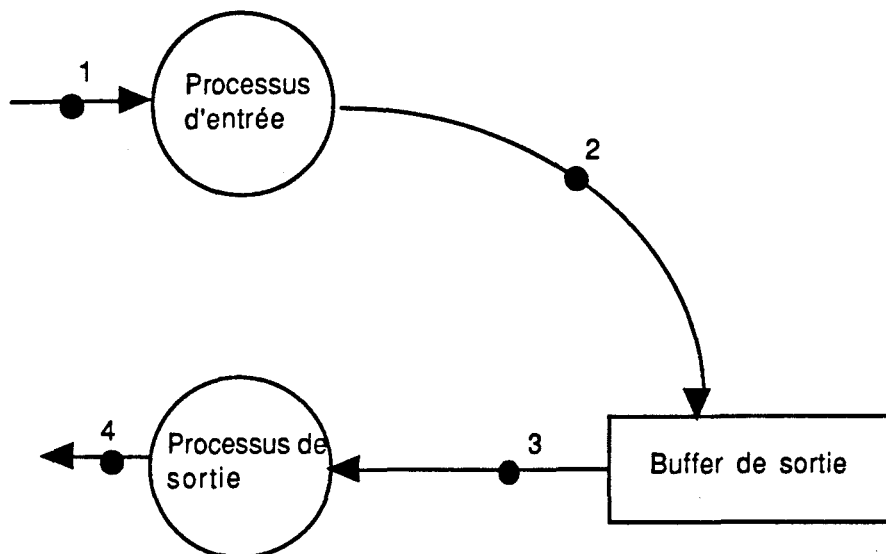 1
Processus
d'entrée
2
4
Processus de
sortie
3
Buffer de sortie